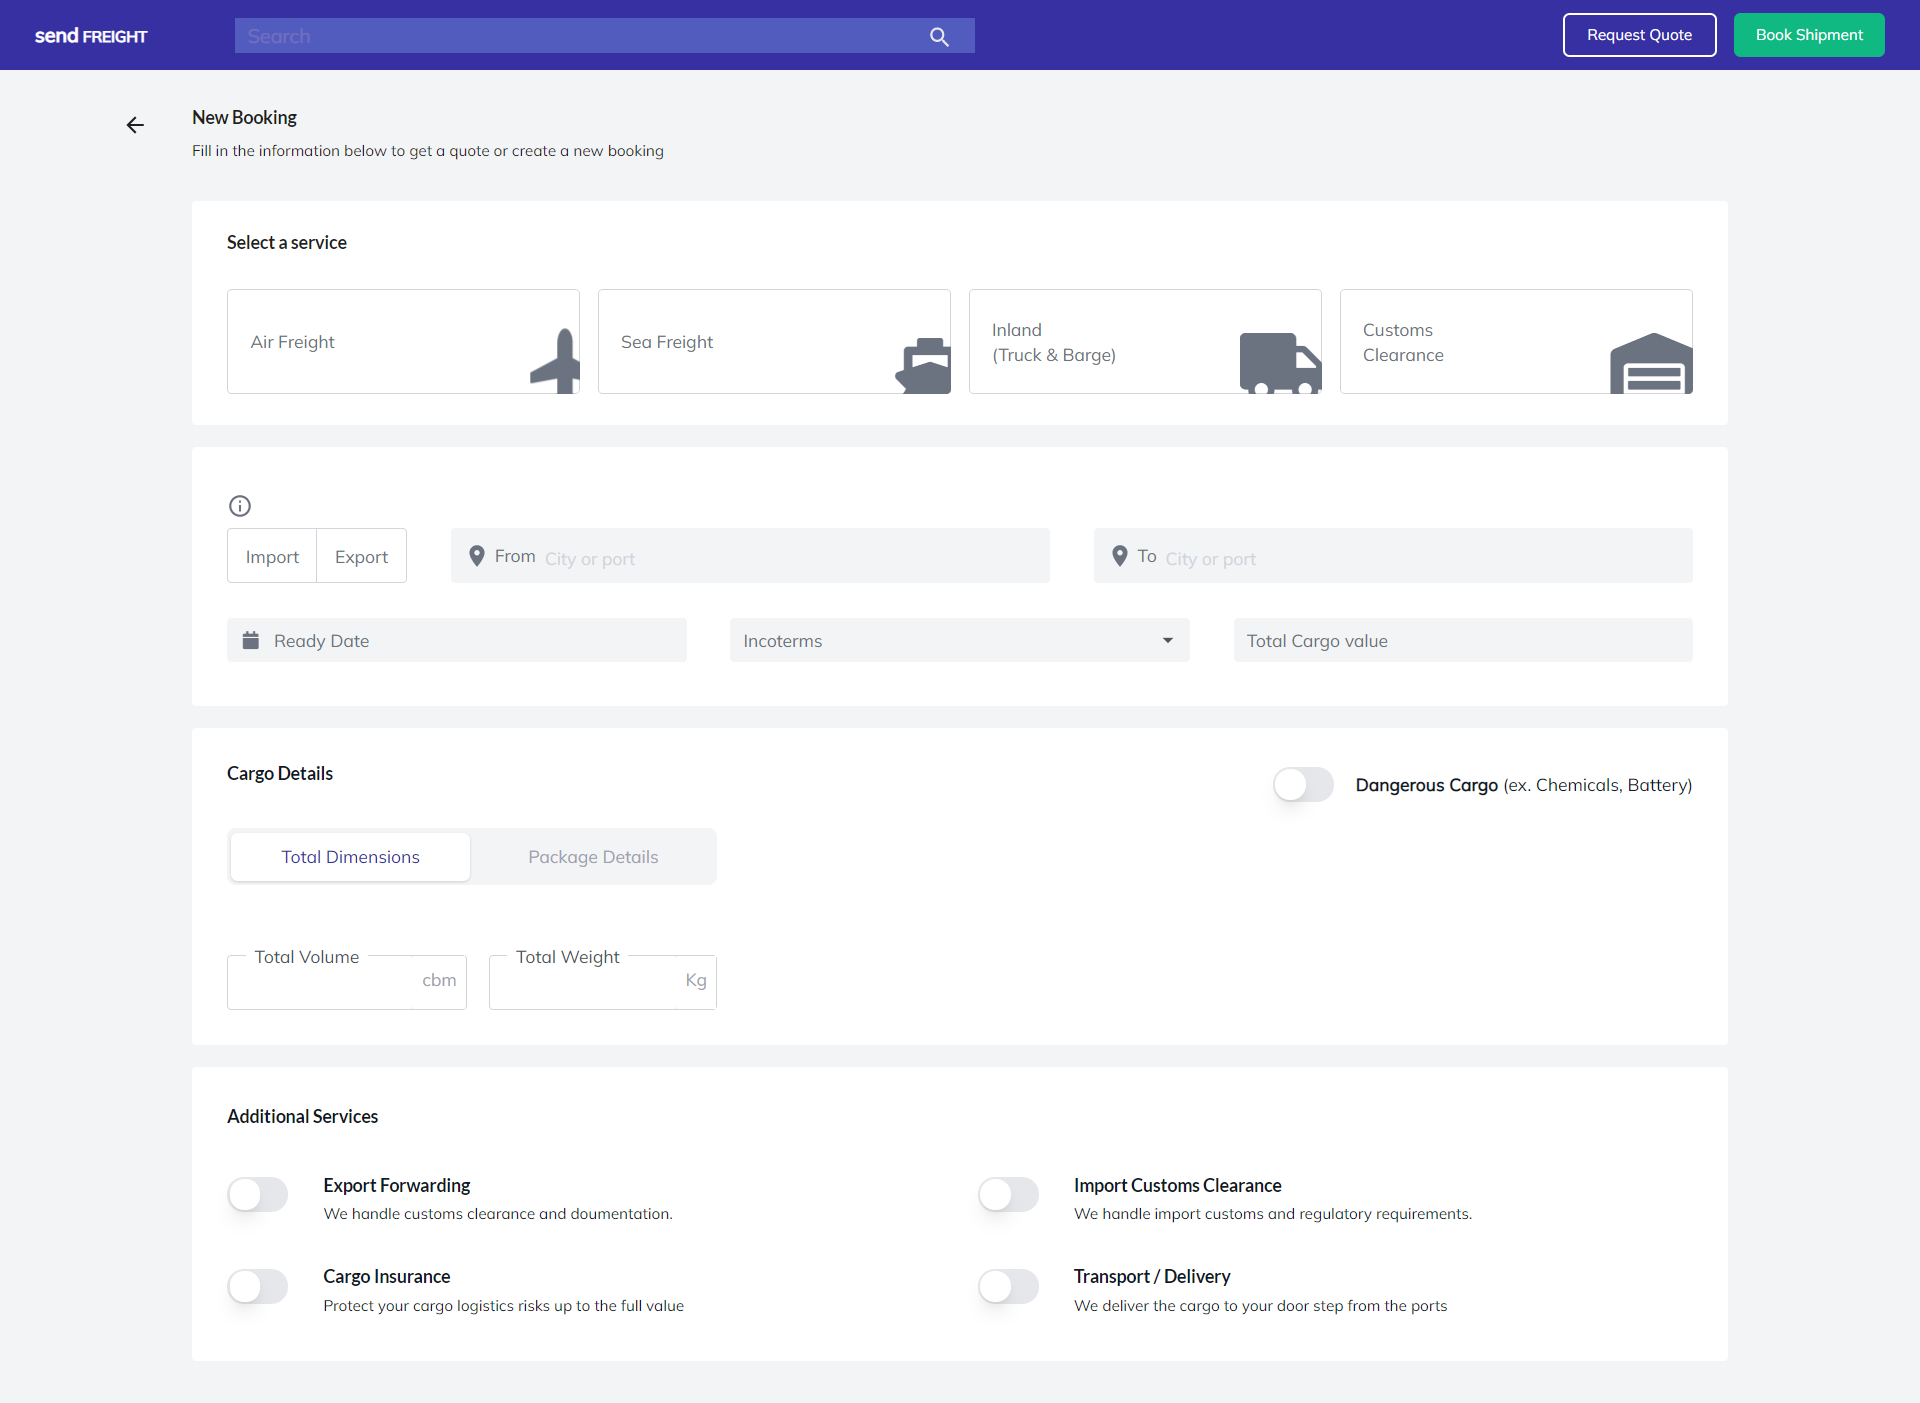 send FREIGHT
Search
Request Quote
Book Shipment
New Booking
Fill in the information below to get a quote or create a new booking
Select a service
Air Freight
Sea Freight
Inland
(Truck & Barge)
Customs
Clearance
Import
Export
From City or port
To City or port
Ready Date
Incoterms
Total Cargo value
Cargo Details
Dangerous Cargo (ex. Chemicals, Battery)
Total Dimensions
Package Details
Total Volume
cbm
Total Weight
Kg
Additional Services
Export Forwarding
We handle customs clearance and doumentation.
Import Customs Clearance
We handle import customs and regulatory requirements.
Cargo Insurance
Protect your cargo logistics risks up to the full value
Transport / Delivery
We deliver the cargo to your door step from the ports